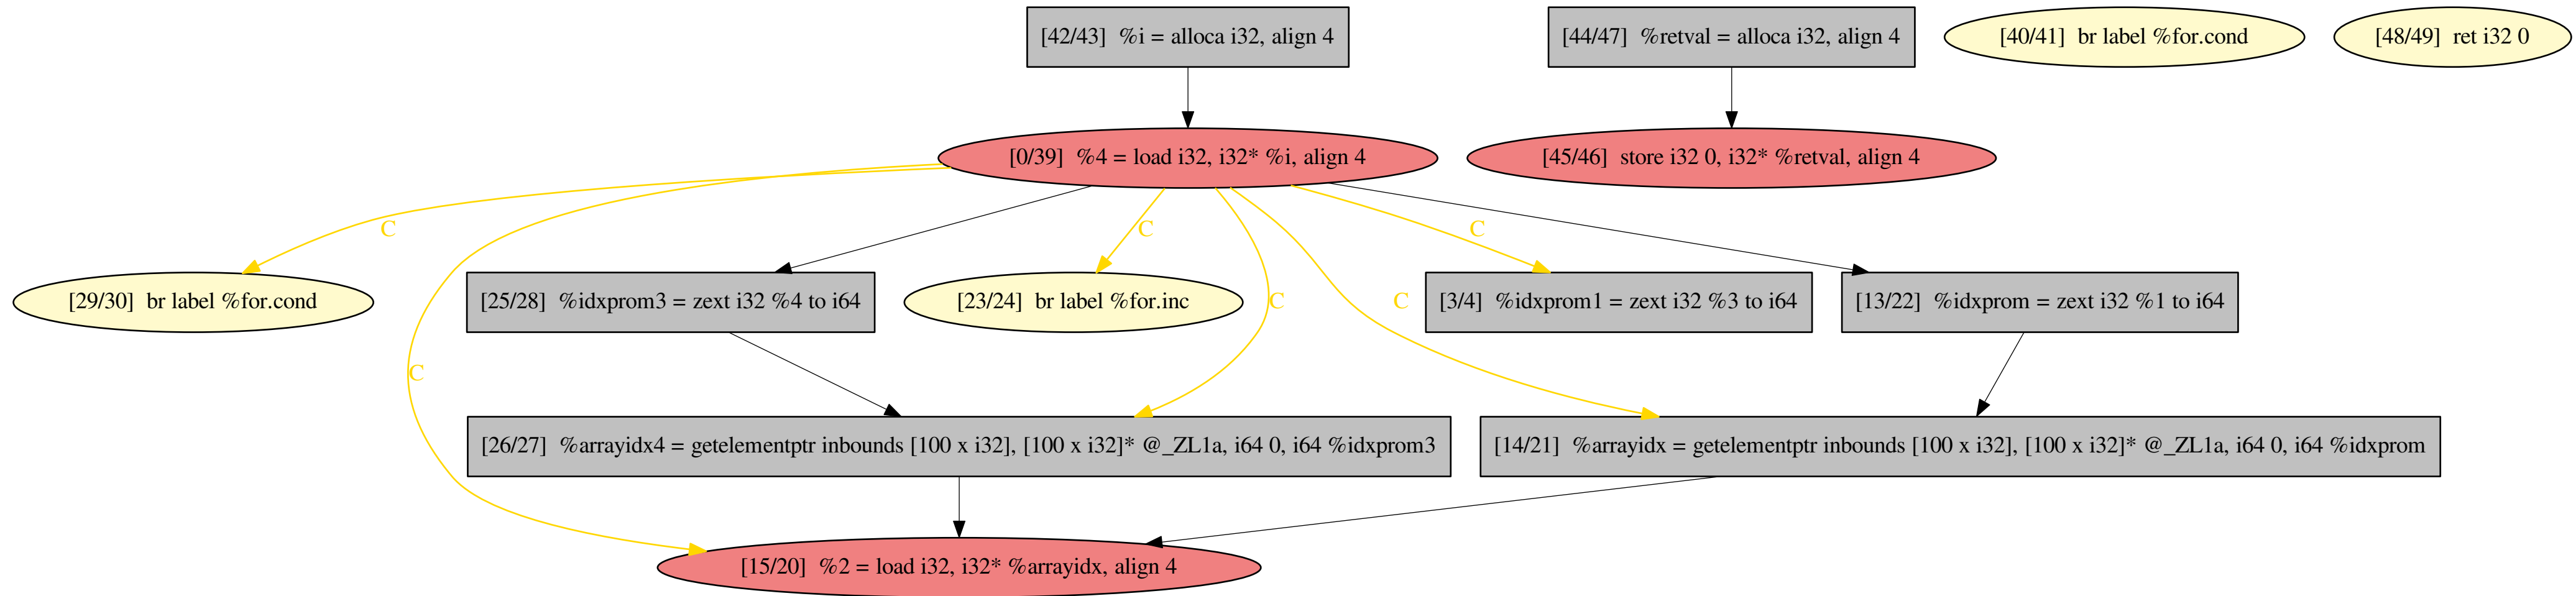 [42/43]  %i = alloca i32, align 4
[44/47]  %retval = alloca i32, align 4
[40/41]  br label %for.cond
[48/49]  ret i32 0
[0/39]  %4 = load i32, i32* %i, align 4
[45/46]  store i32 0, i32* %retval, align 4
C
C
C
[29/30]  br label %for.cond
[25/28]  %idxprom3 = zext i32 %4 to i64
[23/24]  br label %for.inc
C
C
[3/4]  %idxprom1 = zext i32 %3 to i64
[13/22]  %idxprom = zext i32 %1 to i64
C
[26/27]  %arrayidx4 = getelementptr inbounds [100 x i32], [100 x i32]* @_ZL1a, i64 0, i64 %idxprom3
[14/21]  %arrayidx = getelementptr inbounds [100 x i32], [100 x i32]* @_ZL1a, i64 0, i64 %idxprom
[15/20]  %2 = load i32, i32* %arrayidx, align 4